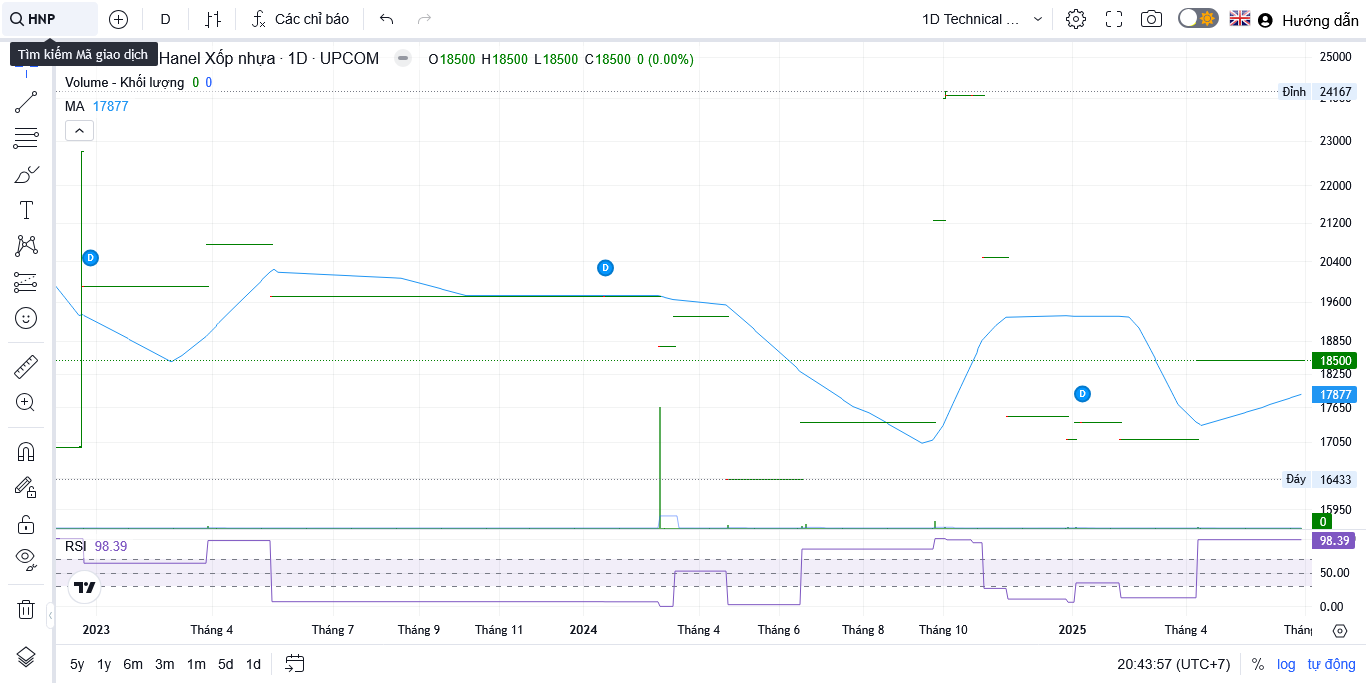 HNP
D
Các chỉ báo
1D Technical ...
Hướng dẫn
Tìm kiếm Mã giao dịch
Hanel Xốp nhựa · 1D · UPCOM
O18500 H18500 L18500 C18500 0 (0.00%)
Volume - Khối lượng 0 0
MA 17877
25000
Đỉnh 24167
23000
22000
21200
20400
19600
18850
18500
18250
17877
17650
17050
Đáy 16433
15950
0
D
D
D
RSI 98.39
98.39
50.00
0.00
2023
Tháng 4
Tháng 7
Tháng 9
Tháng 11
2024
Tháng 4
Tháng 6
Tháng 8
Tháng 10
2025
Tháng 4
5y 1y 6m 3m 1m 5d 1d
20:43:57 (UTC+7)
%
log
tự động